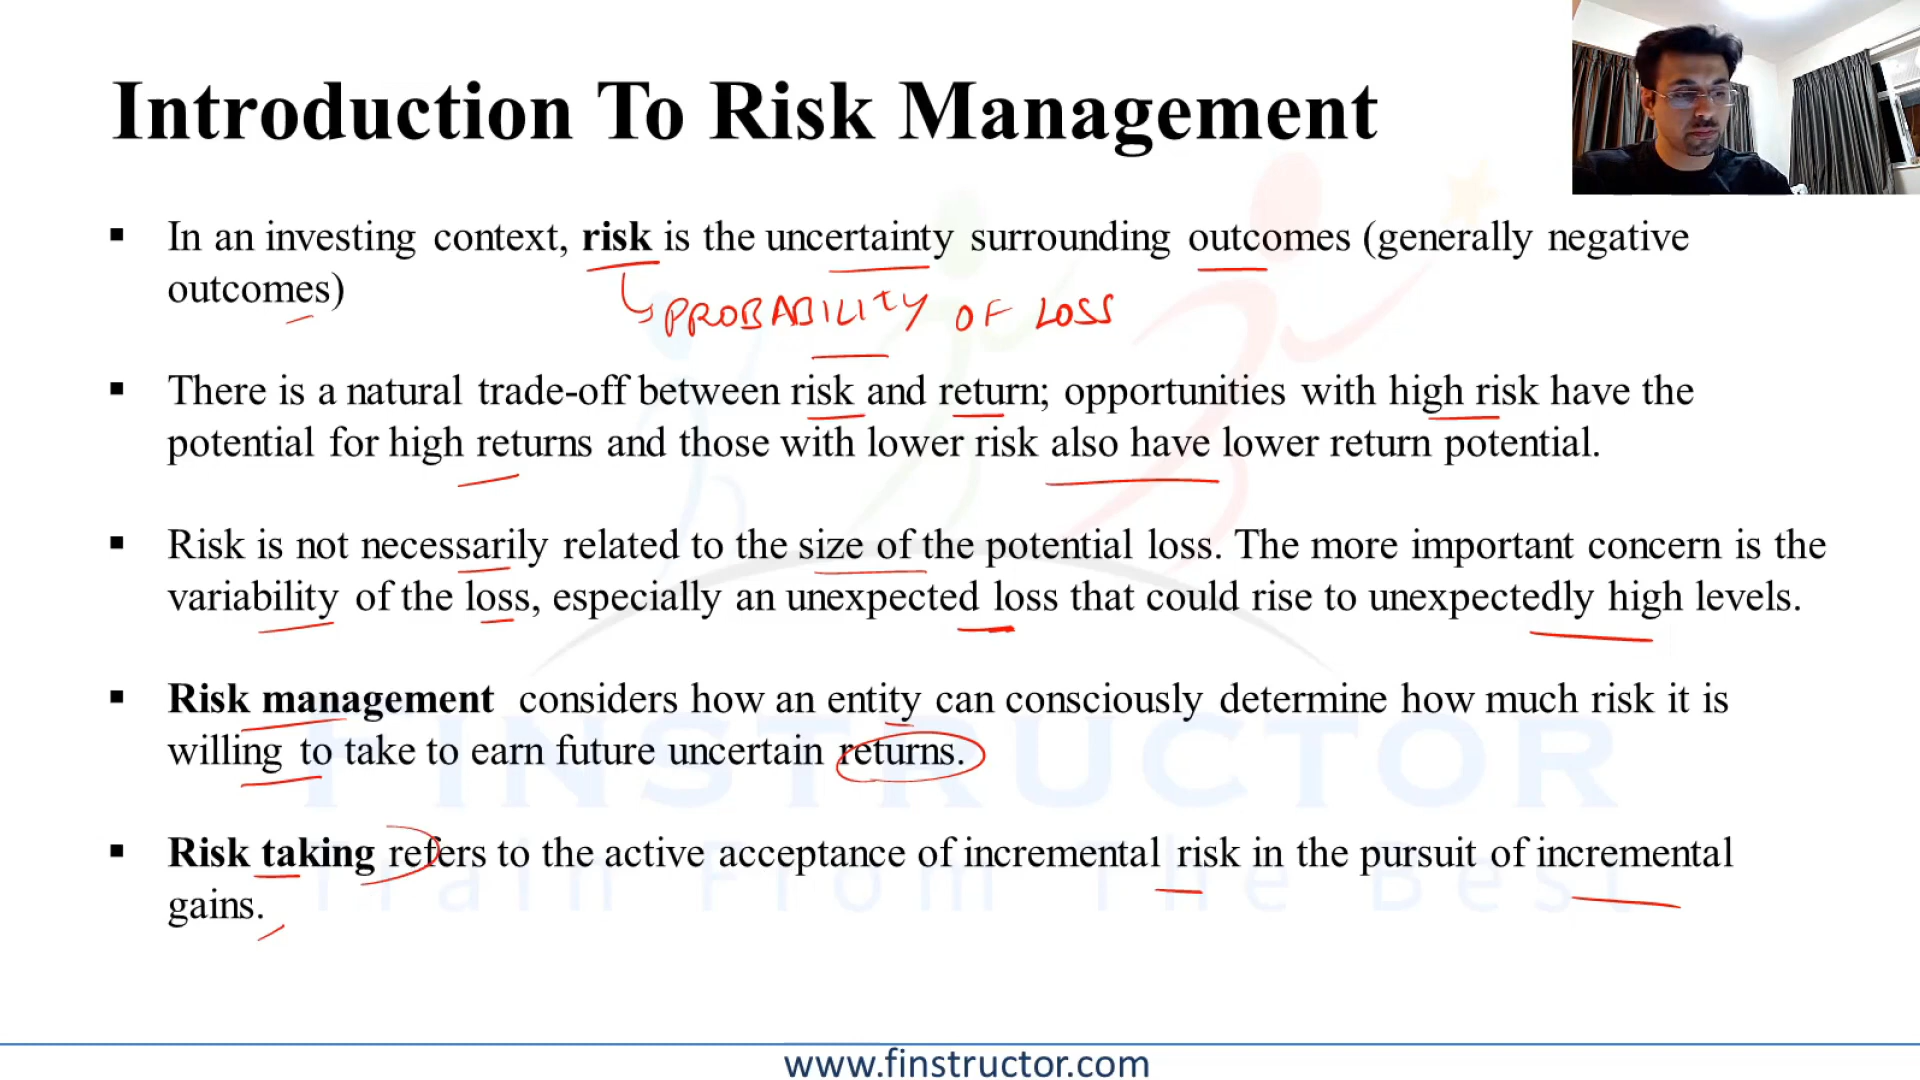 Introduction To Risk Management
▪ In an investing context, risk is the uncertainty surrounding outcomes (generally negative
outcomes)
PROBABILITY OF LOSS
▪ There is a natural trade-off between risk and return; opportunities with high risk have the
potential for high returns and those with lower risk also have lower return potential.
▪ Risk is not necessarily related to the size of the potential loss. The more important concern is the
variability of the loss, especially an unexpected loss that could rise to unexpectedly high levels.
▪ Risk management considers how an entity can consciously determine how much risk it is
willing to take to earn future uncertain returns.
FINSTRUCTOR
▪ Risk taking refers to the active acceptance of incremental risk in the pursuit of incremental
Train From The Best
gains.
www.finstructor.com